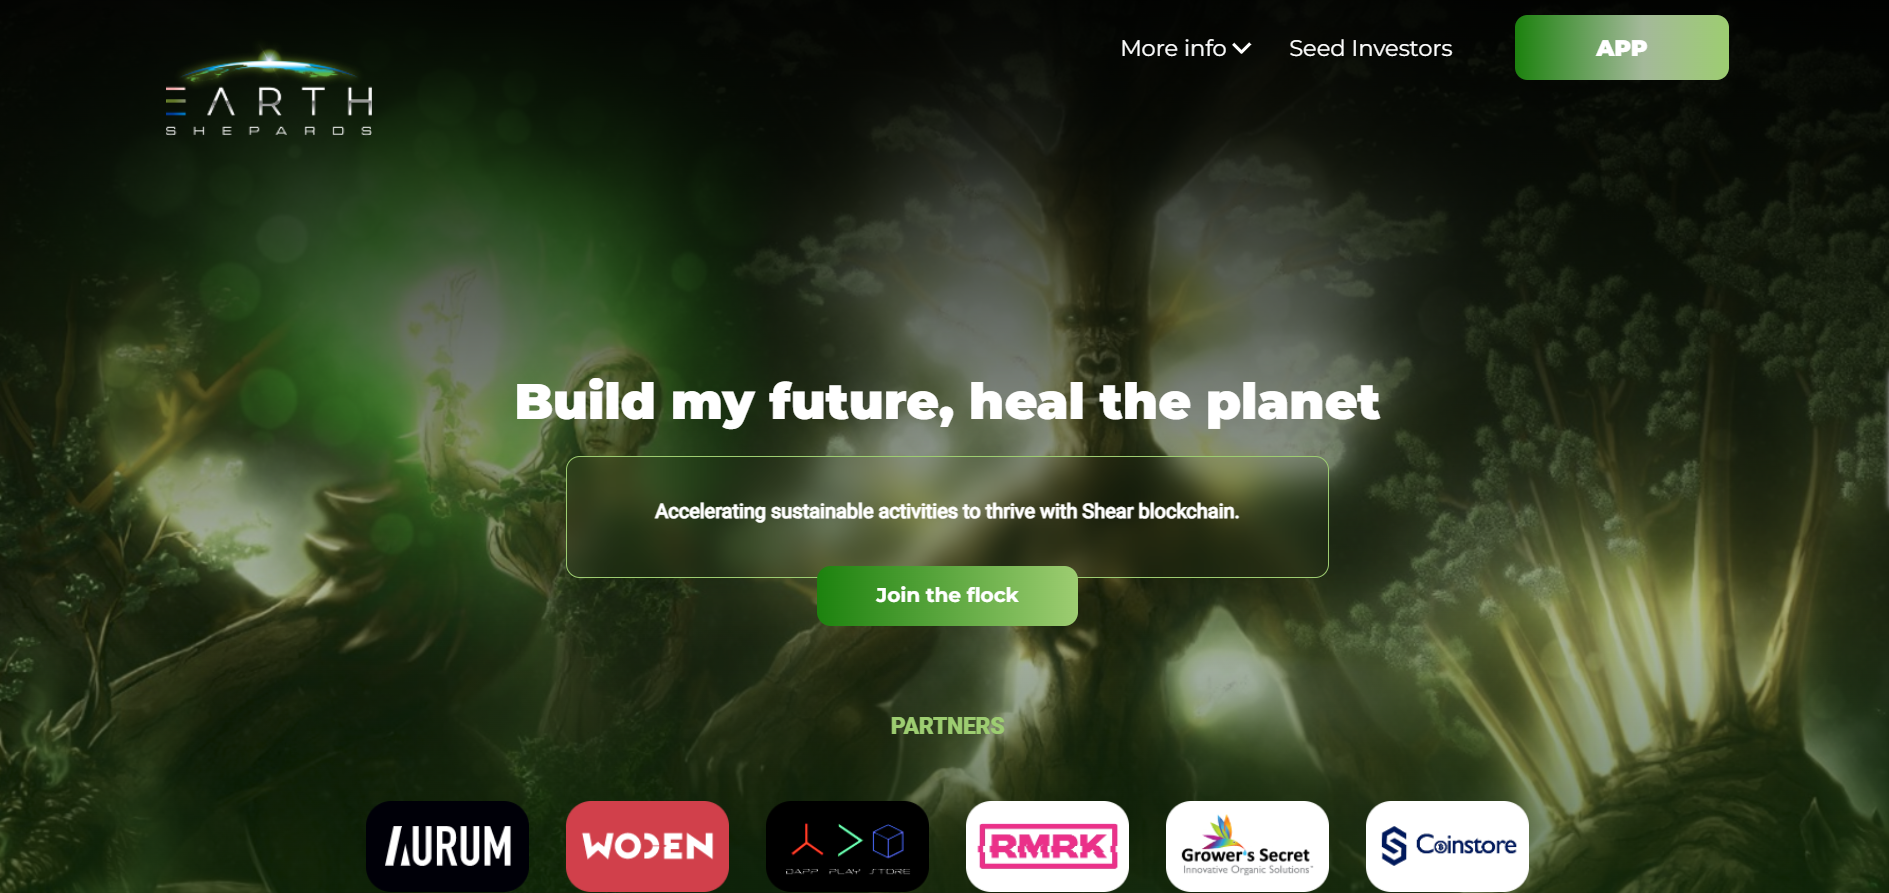 More info
Seed Investors
APP
EARTH
SHEPARDS
Build my future, heal the planet
Accelerating sustainable activities to thrive with Shear blockchain.
Join the flock
PARTNERS
AURUM
WODEN
DAPP PLAY STORE
RMRK
Grower's Secret
Innovative Organic Solutions
Coinstore